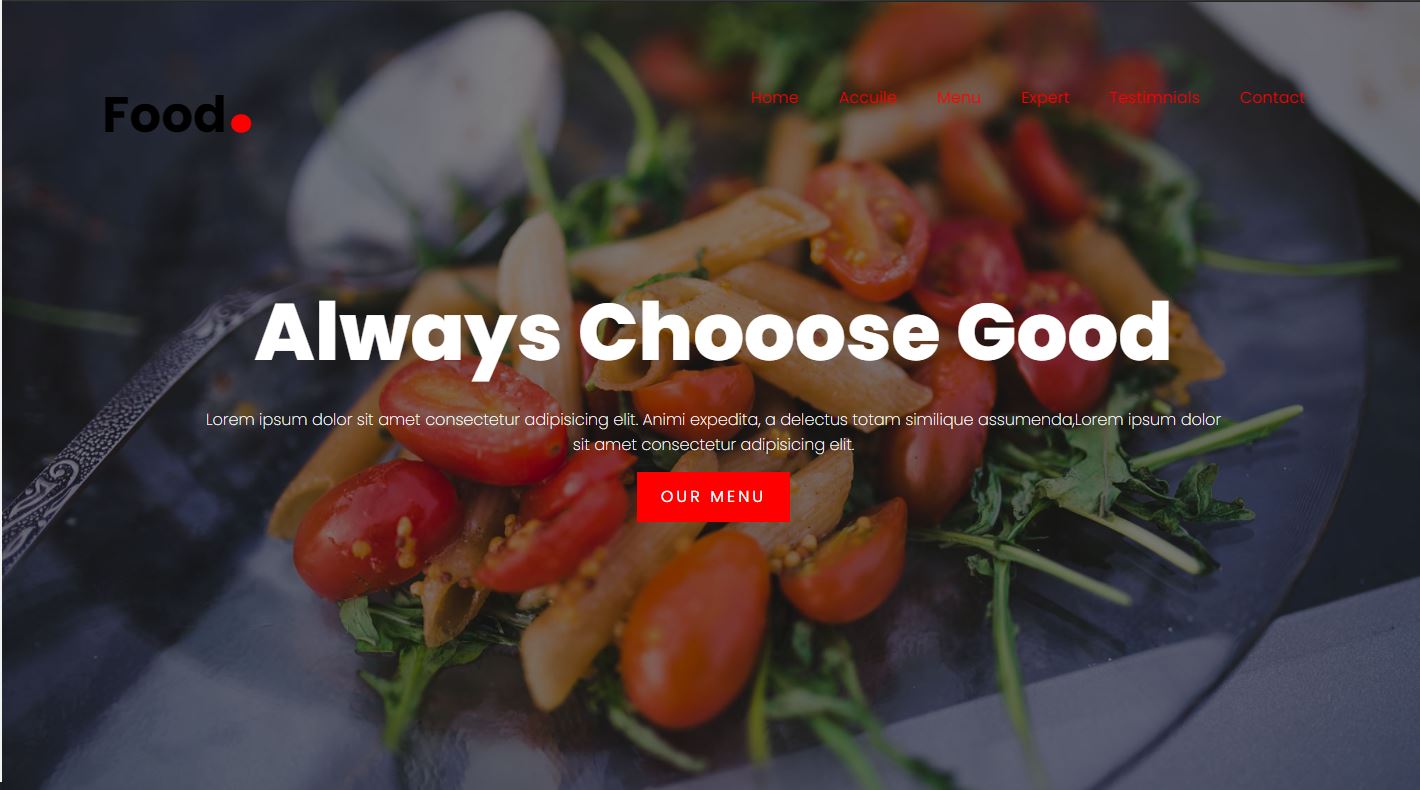 Food.
Home Accuile Menu Expert Testimnials Contact
Always Chooose Good
Lorem ipsum dolor sit amet consectetur adipisicing elit. Animi expedita, a delectus totam similique assumenda,Lorem ipsum dolor
sit amet consectetur adipisicing elit.
OUR MENU